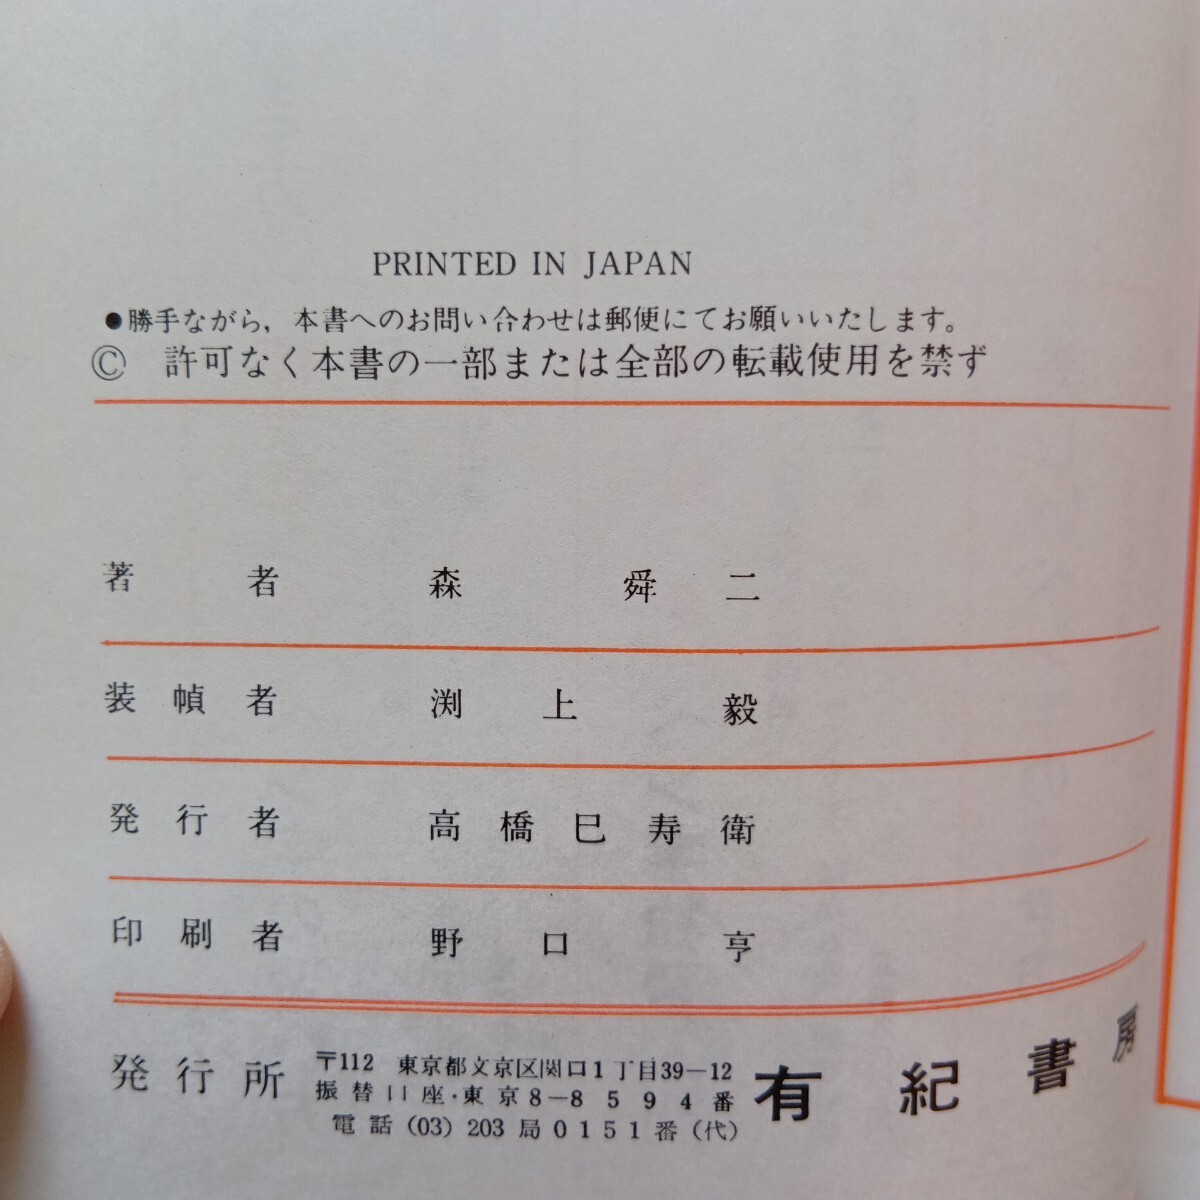 PRINTED IN JAPAN
●勝手ながら，本書へのお問い合わせは郵便にてお願いいたします。
Ⓒ 許可なく本書の一部または全部の転載使用を禁ず
著者 森舜二
装幀者 渕上毅
発行者 高橋巳寿衛
印刷者 野口亨
発行所 〒112 東京都文京区関口1丁目39－12
振替口座・東京8－8594番
電話(03)203局0151番(代)
有紀書房